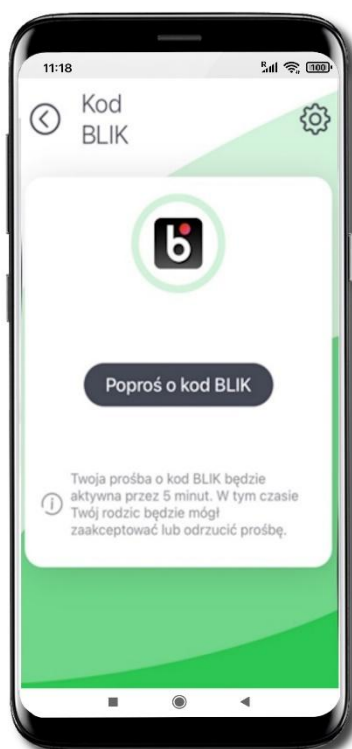 11:18
R
100
Kod
BLIK
b
Poproś o kod BLIK
Twoja prośba o kod BLIK będzie
aktywna przez 5 minut. W tym czasie
Twój rodzic będzie mógł
zaakceptować lub odrzucić prośbę.